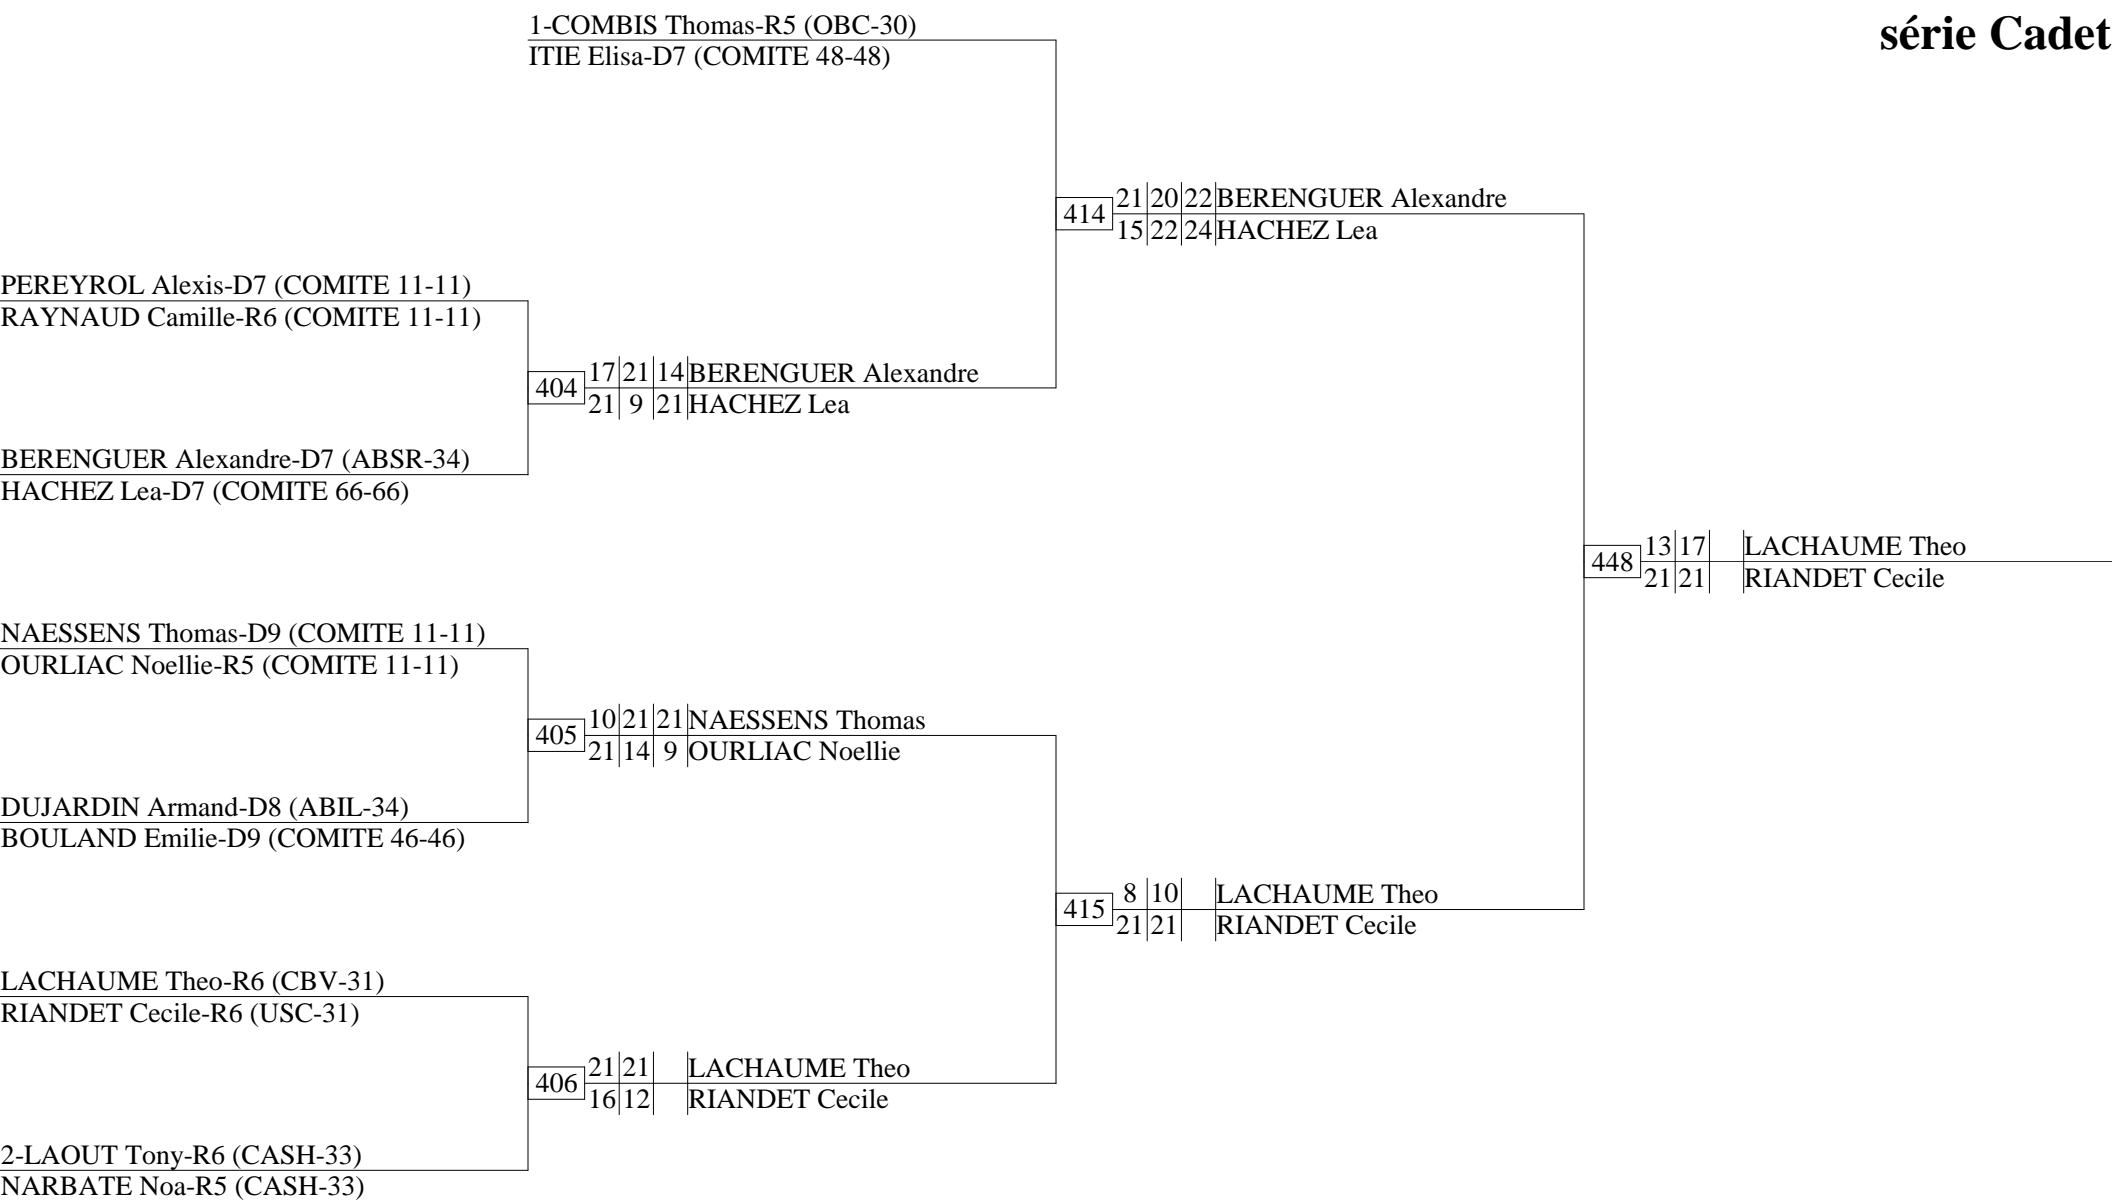 série Cadet
1-COMBIS Thomas-R5 (OBC-30)
ITIE Elisa-D7 (COMITE 48-48)
414 21 20 22 BERENGUER Alexandre
15 22 24 HACHEZ Lea
PEREYROL Alexis-D7 (COMITE 11-11)
RAYNAUD Camille-R6 (COMITE 11-11)
404 17 21 14 BERENGUER Alexandre
21 9 21 HACHEZ Lea
BERENGUER Alexandre-D7 (ABSR-34)
HACHEZ Lea-D7 (COMITE 66-66)
448 13 17 LACHAUME Theo
21 21 RIANDET Cecile
NAESSENS Thomas-D9 (COMITE 11-11)
OURLIAC Noellie-R5 (COMITE 11-11)
405 10 21 21 NAESSENS Thomas
21 14 9 OURLIAC Noellie
DUJARDIN Armand-D8 (ABIL-34)
BOULAND Emilie-D9 (COMITE 46-46)
415 8 10 LACHAUME Theo
21 21 RIANDET Cecile
LACHAUME Theo-R6 (CBV-31)
RIANDET Cecile-R6 (USC-31)
406 21 21 LACHAUME Theo
16 12 RIANDET Cecile
2-LAOUT Tony-R6 (CASH-33)
NARBATE Noa-R5 (CASH-33)